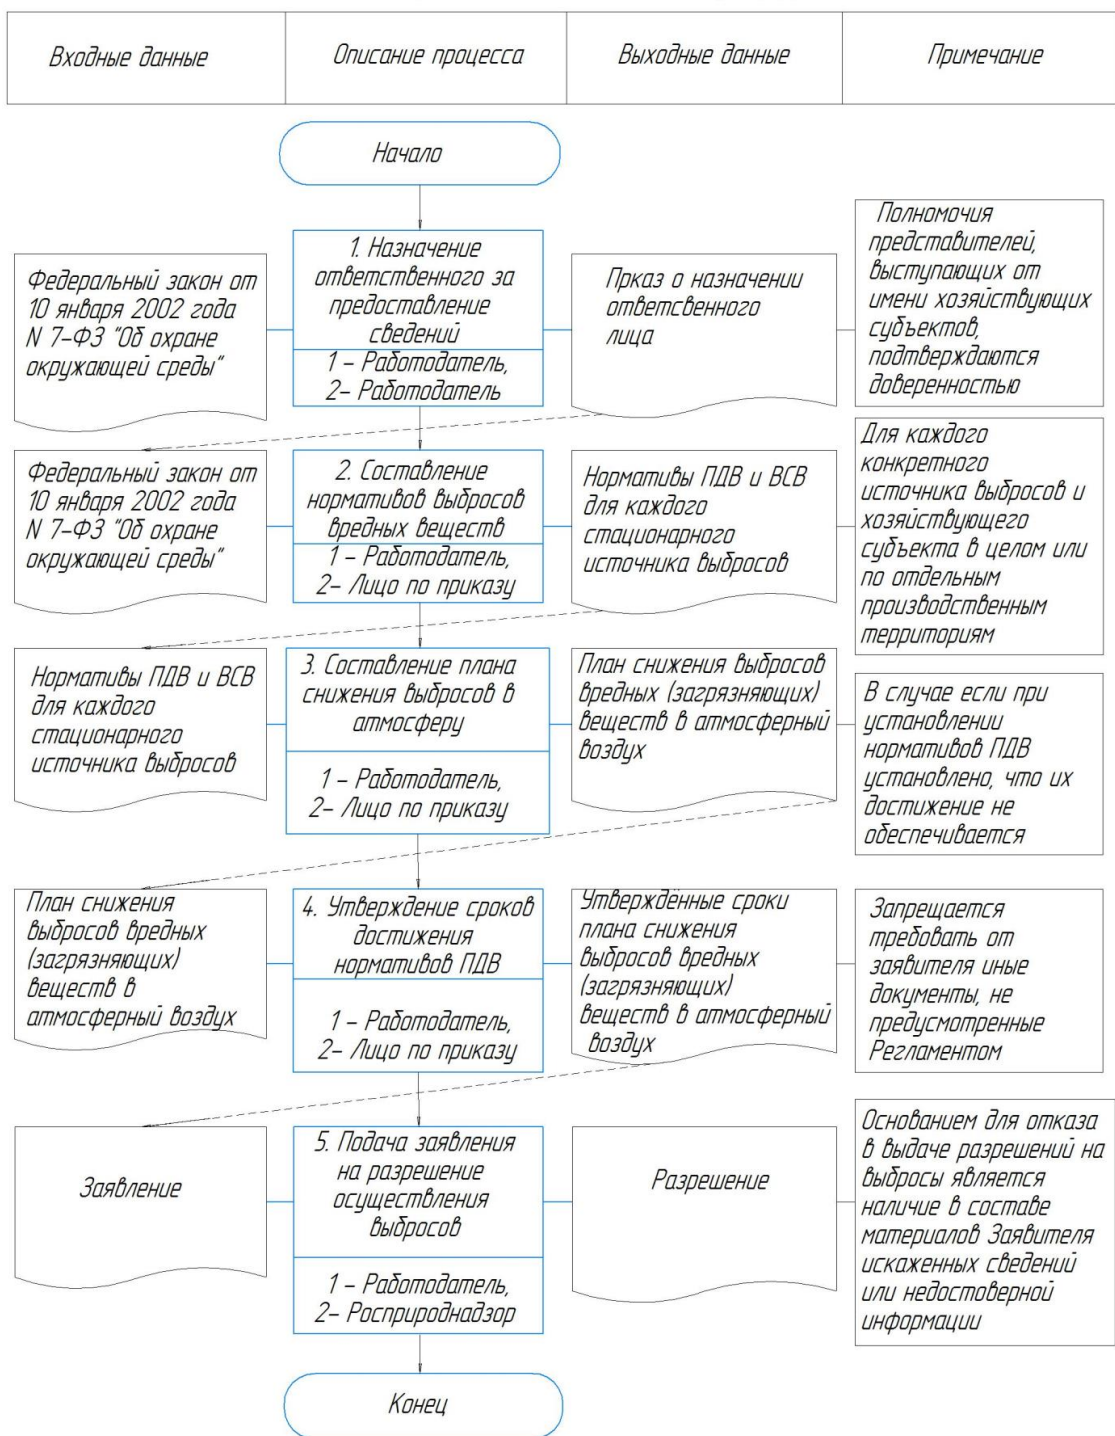 Входные данные
Описание процесса
Выходные данные
Примечание
Начало
Федеральный закон от
10 января 2002 года
N 7-ФЗ "Об охране
окружающей среды"
1. Назначение
ответственного за
предоставление
сведений
1 - Работодатель,
2- Работодатель
Прказ о назначении
ответсвенного
лица
Полномочия
представителей,
выступающих от
имени хозяйствующих
субъектов,
подтверждаются
доверенностью
Федеральный закон от
10 января 2002 года
N 7-ФЗ "Об охране
окружающей среды"
2. Составление
нормативов выбросов
вредных веществ
1 - Работодатель,
2- Лицо по приказу
Нормативы ПДВ и ВСВ
для каждого
стационарного
источника выбросов
Для каждого
конкретного
источника выбросов и
хозяйствующего
субъекта в целом или
по отдельным
производственным
территориям
Нормативы ПДВ и ВСВ
для каждого
стационарного
источника выбросов
3. Составление плана
снижения выбросов в
атмосферу
1 - Работодатель,
2- Лицо по приказу
План снижения выбросов
вредных (загрязняющих)
веществ в атмосферный
воздух
В случае если при
установлении
нормативов ПДВ
установлено, что их
достижение не
обеспечивается
План снижения
выбросов вредных
(загрязняющих)
веществ в
атмосферный воздух
4. Утверждение сроков
достижения
нормативов ПДВ
1 - Работодатель,
2- Лицо по приказу
Утверждённые сроки
плана снижения
выбросов вредных
(загрязняющих)
веществ в атмосферный
воздух
Запрещается
требовать от
заявителя иные
документы, не
предусмотренные
Регламентом
Заявление
5. Подача заявления
на разрешение
осуществления
выбросов
1 - Работодатель,
2- Росприроднадзор
Разрешение
Основанием для отказа
в выдаче разрешений на
выбросы является
наличие в составе
материалов Заявителя
искаженных сведений
или недостоверной
информации
Конец